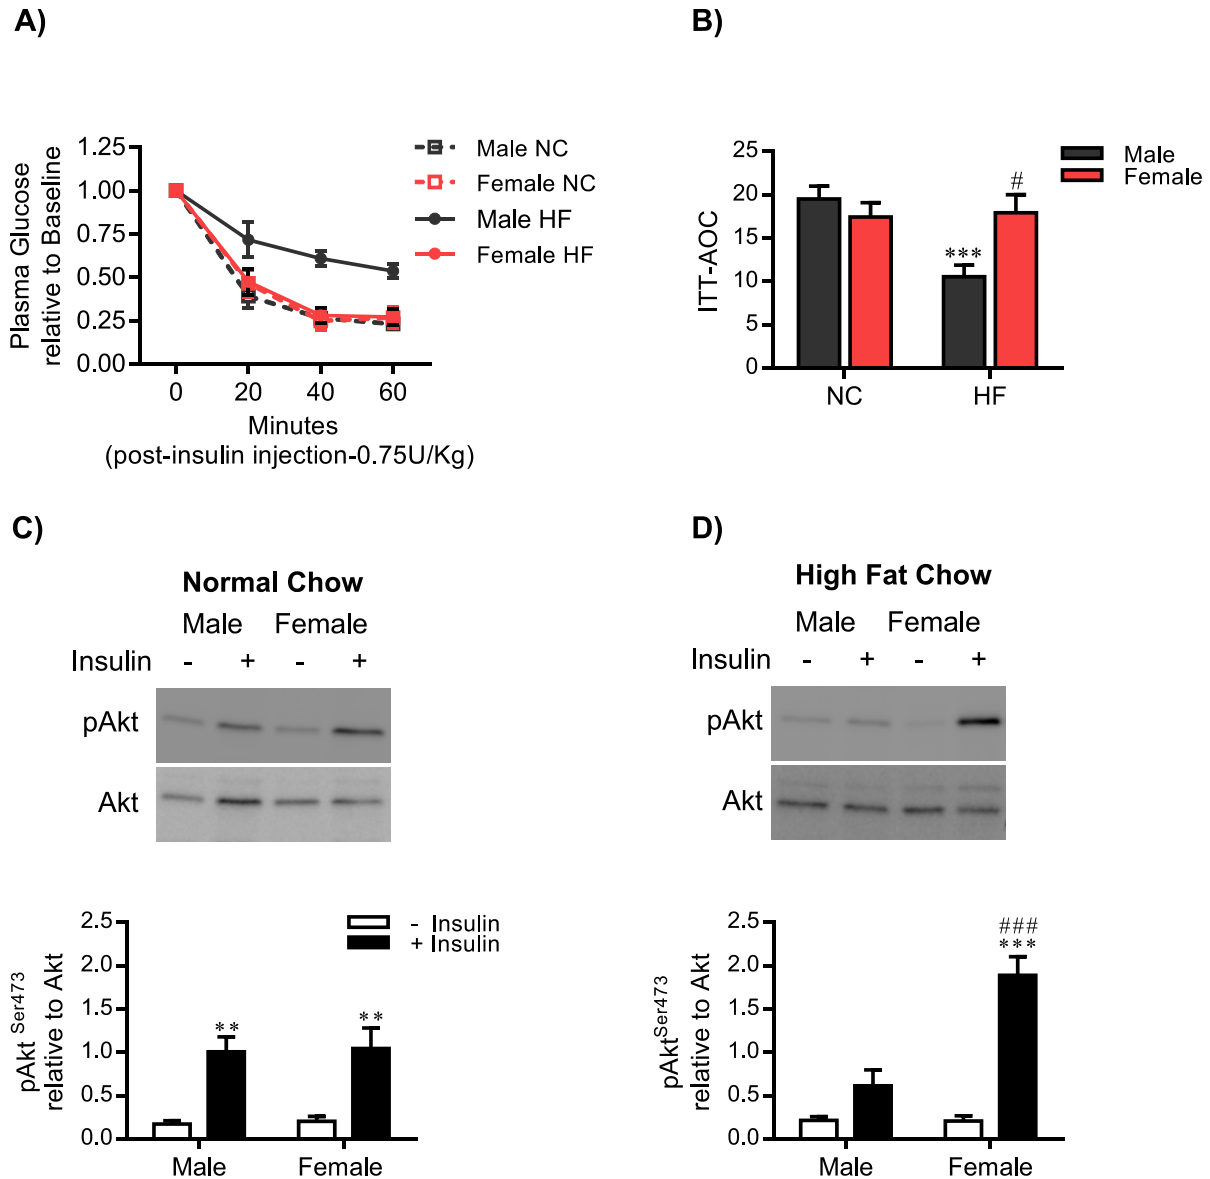 A)
Plasma Glucose
relative to Baseline
1.25
1.00
0.75
0.50
0.25
0.00
0 20 40 60
Minutes
(post-insulin injection-0.75U/Kg)
Male NC
Female NC
Male HF
Female HF
B)
ITT-AOC
25
20
15
10
5
0
***
#
NC HF
Male
Female
C)
Normal Chow
Male Female
Insulin - + - +
pAkt
Akt
pAkt Ser473
relative to Akt
2.5
2.0
1.5
1.0
0.5
0.0
** **
- Insulin
+ Insulin
Male Female
D)
High Fat Chow
Male Female
Insulin - + - +
pAkt
Akt
pAktSer473
relative to Akt
2.5
2.0
1.5
1.0
0.5
0.0
###
***
Male Female